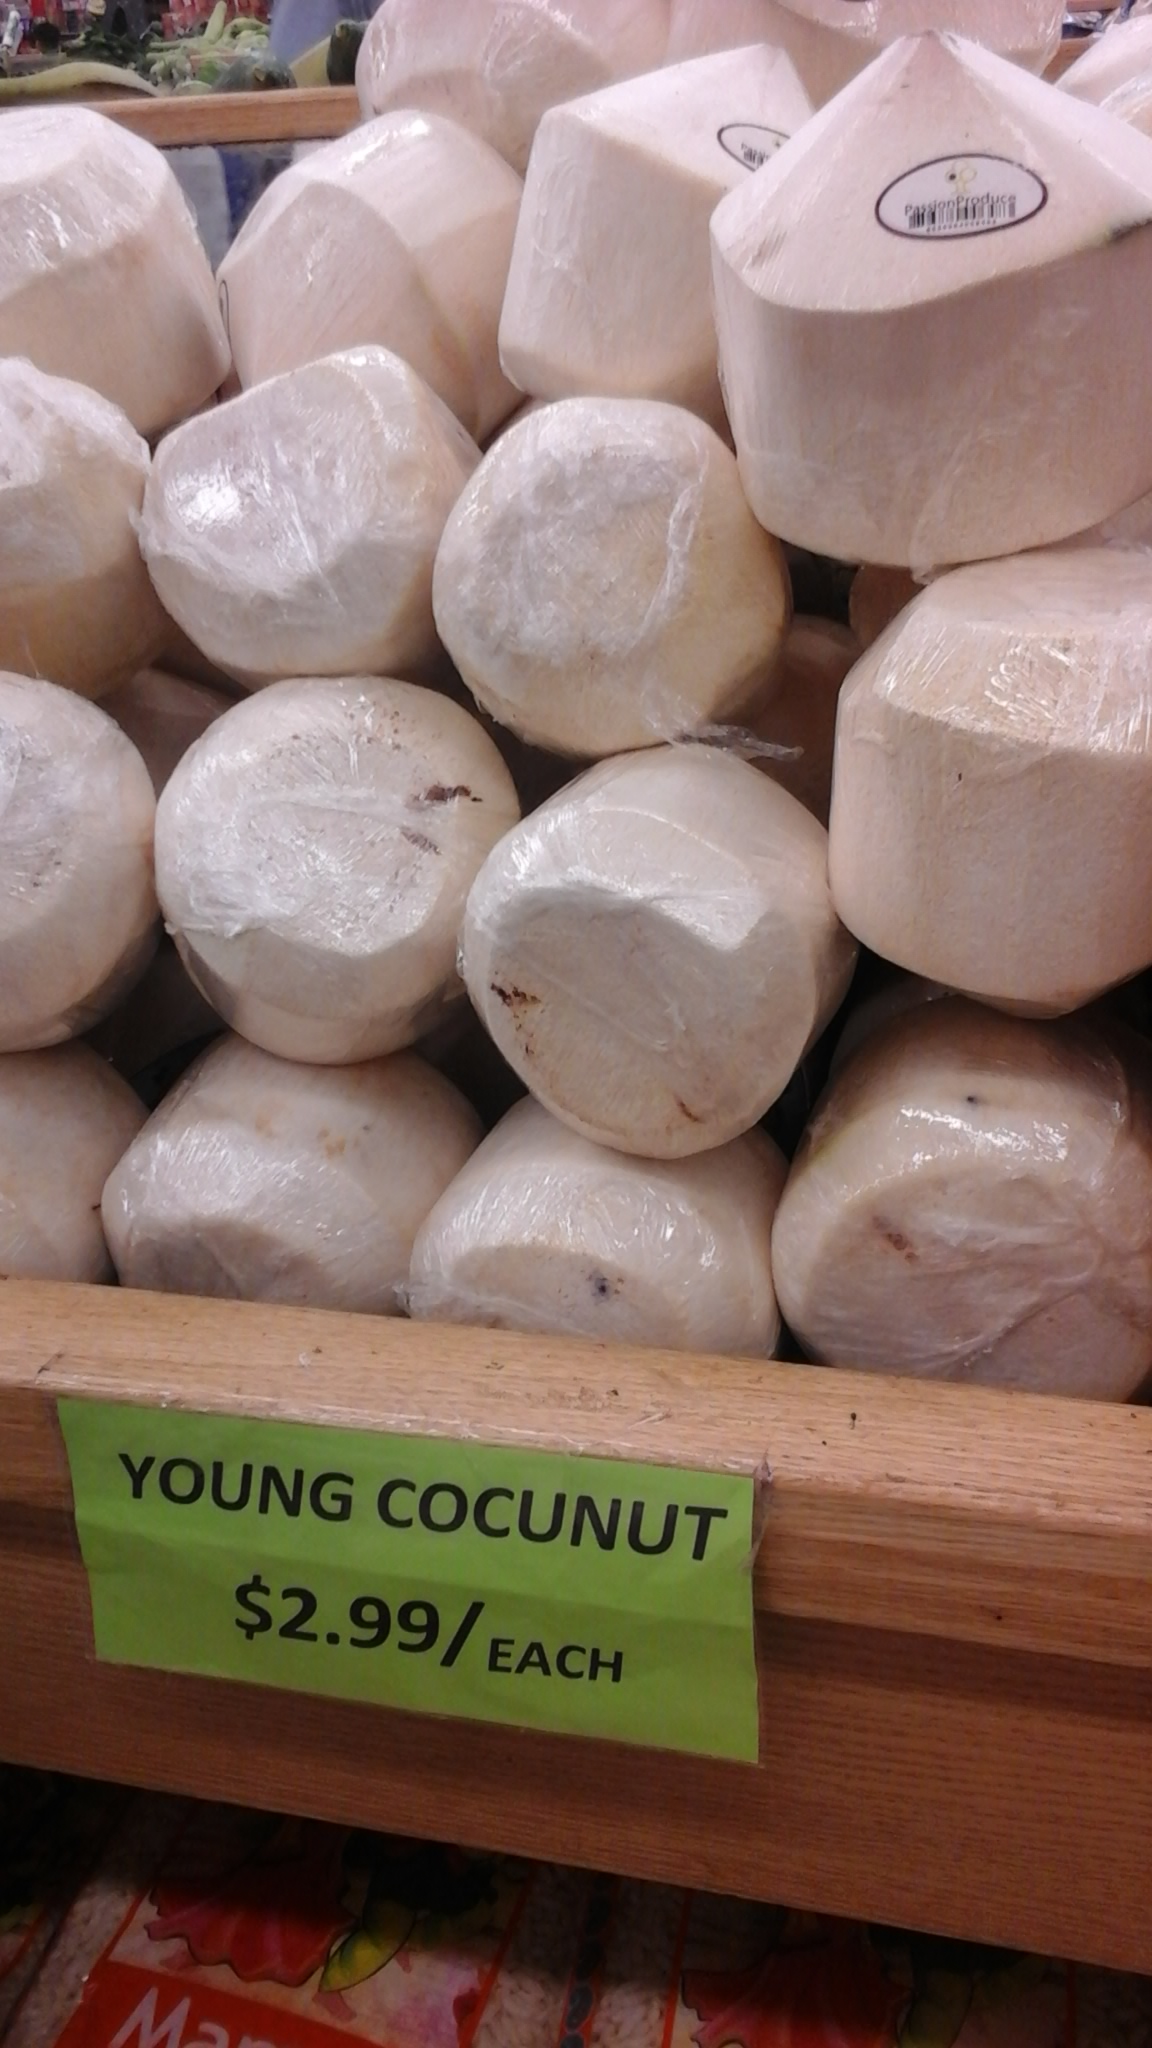 PassionProduce
YOUNG COCUNUT
$2.99/EACH